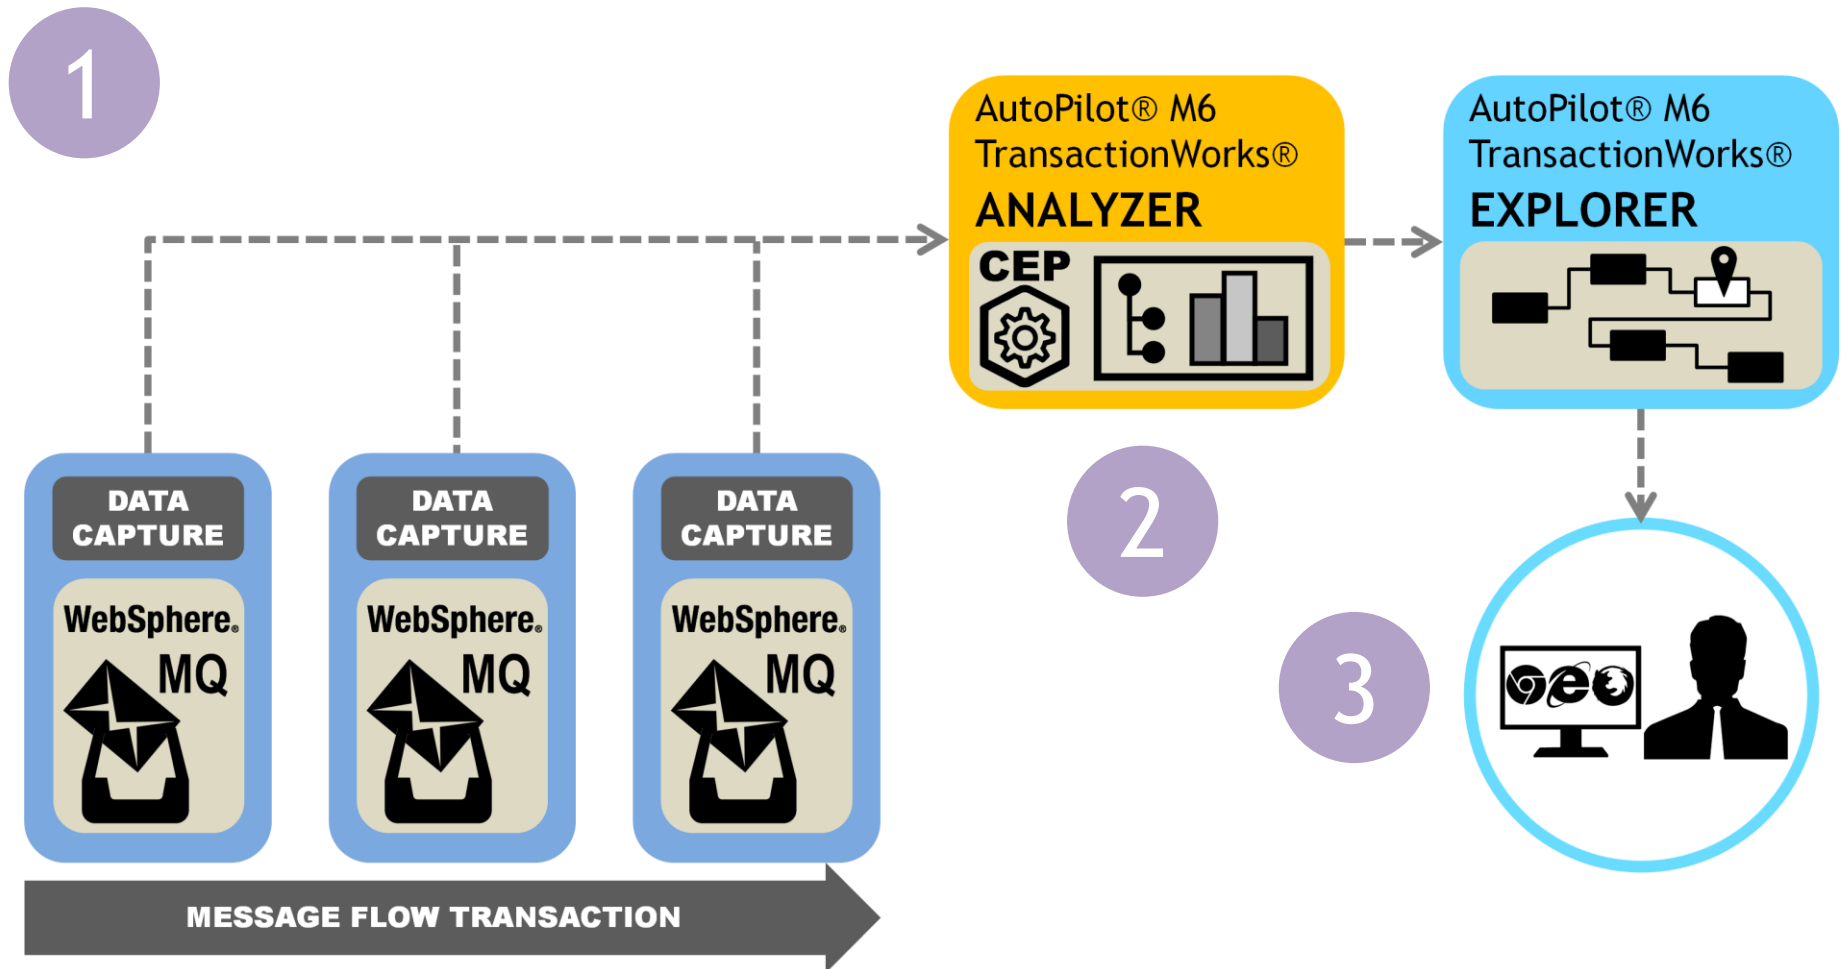 1
AutoPilot® M6
TransactionWorks®
ANALYZER
CEP
AutoPilot® M6
TransactionWorks®
EXPLORER
2
3
DATA
CAPTURE
WebSphere®
MQ
DATA
CAPTURE
WebSphere®
MQ
DATA
CAPTURE
WebSphere®
MQ
MESSAGE FLOW TRANSACTION